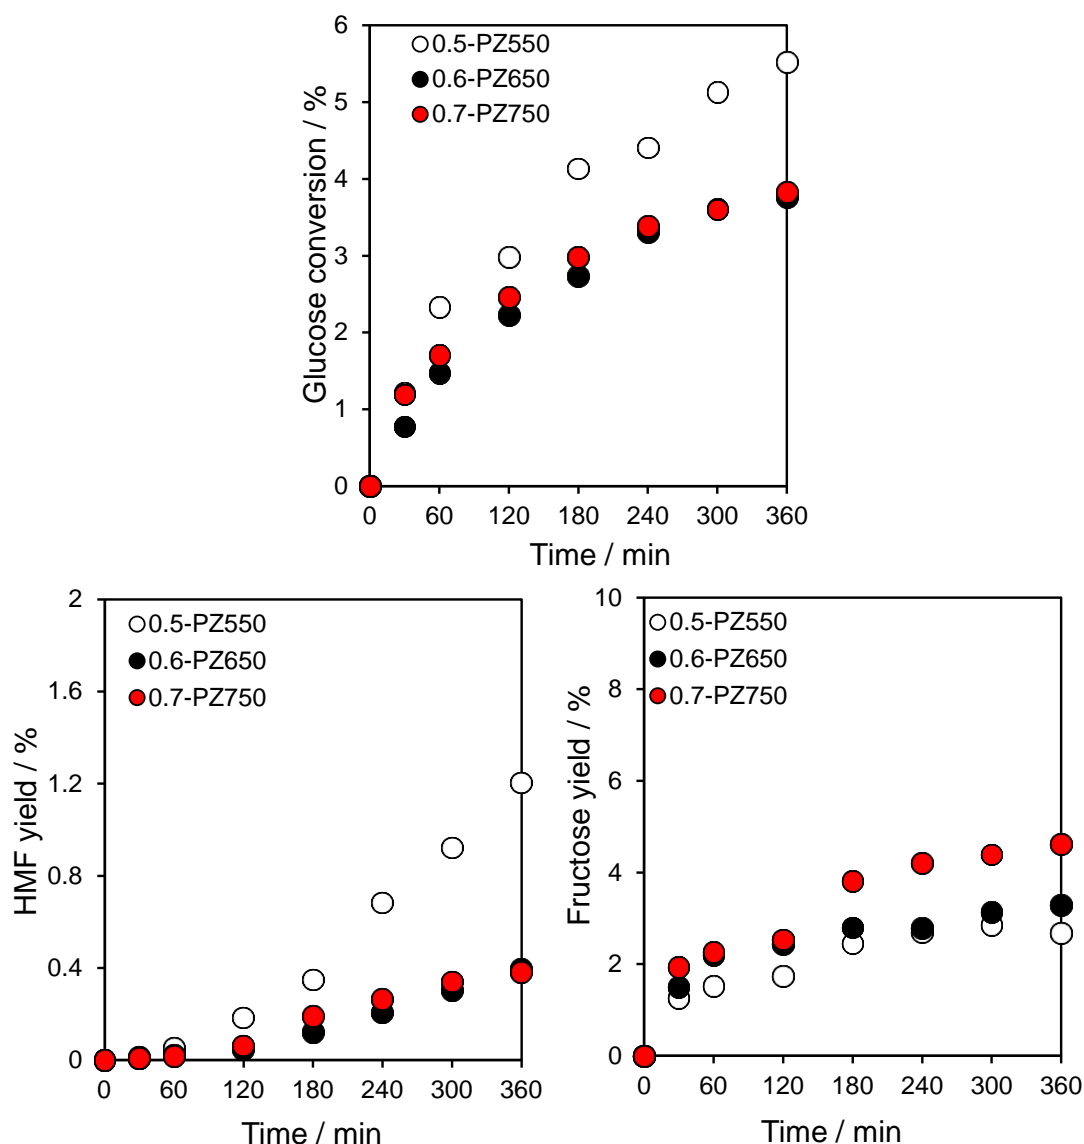 Glucose conversion / %
6
5
4
3
2
1
0
0.5-PZ550
0.6-PZ650
0.7-PZ750
0 60 120 180 240 300 360
Time / min
HMF yield / %
2
1.6
1.2
0.8
0.4
0
0.5-PZ550
0.6-PZ650
0.7-PZ750
0 60 120 180 240 300 360
Time / min
Fructose yield / %
10
8
6
4
2
0
0.5-PZ550
0.6-PZ650
0.7-PZ750
0 60 120 180 240 300 360
Time / min